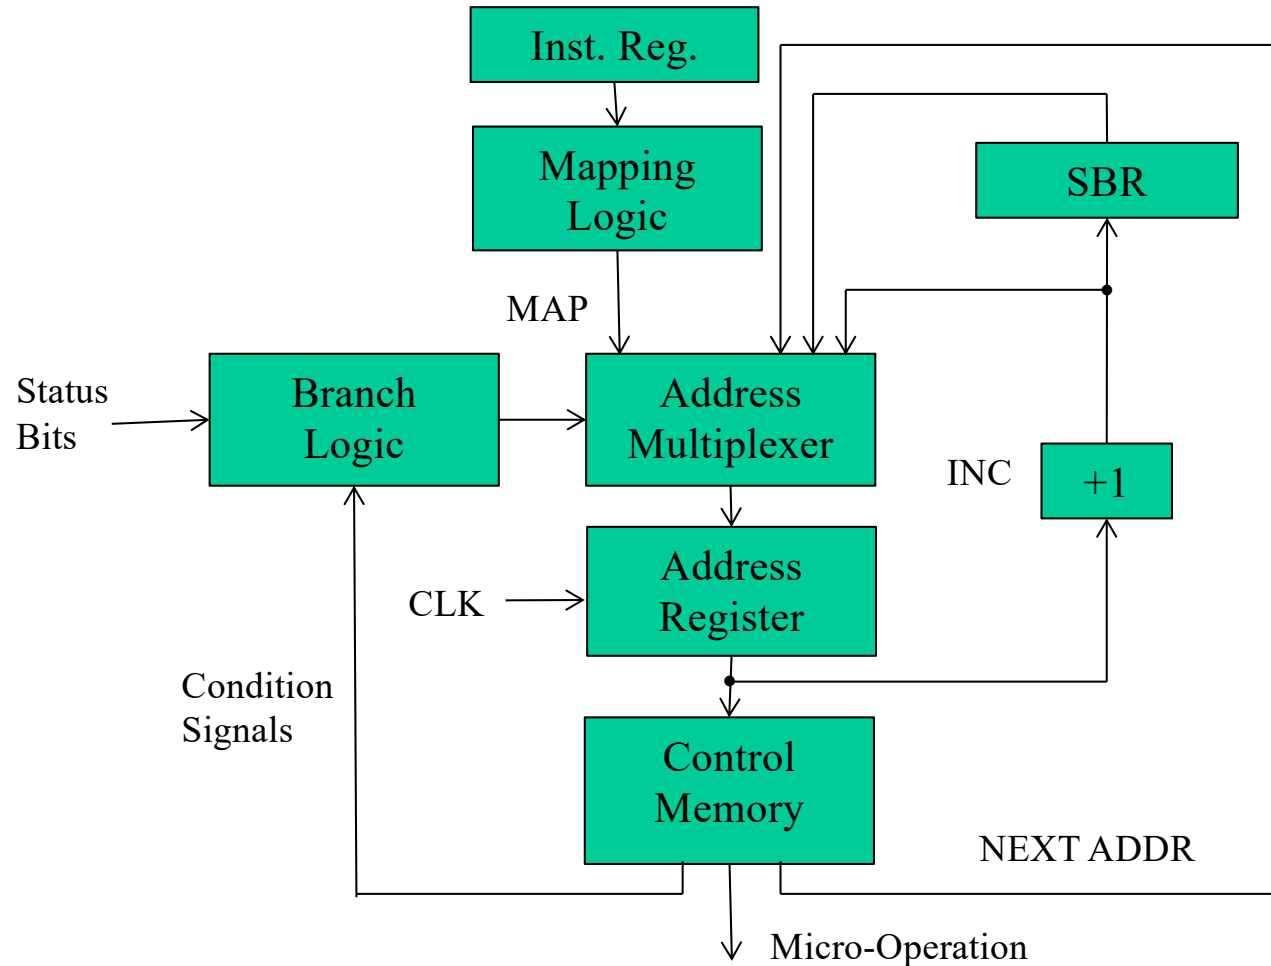 Inst. Reg.
Mapping
Logic
SBR
MAP
Status
Bits
Branch
Logic
Address
Multiplexer
INC
+1
CLK
Address
Register
Condition
Signals
Control
Memory
NEXT ADDR
Micro-Operation